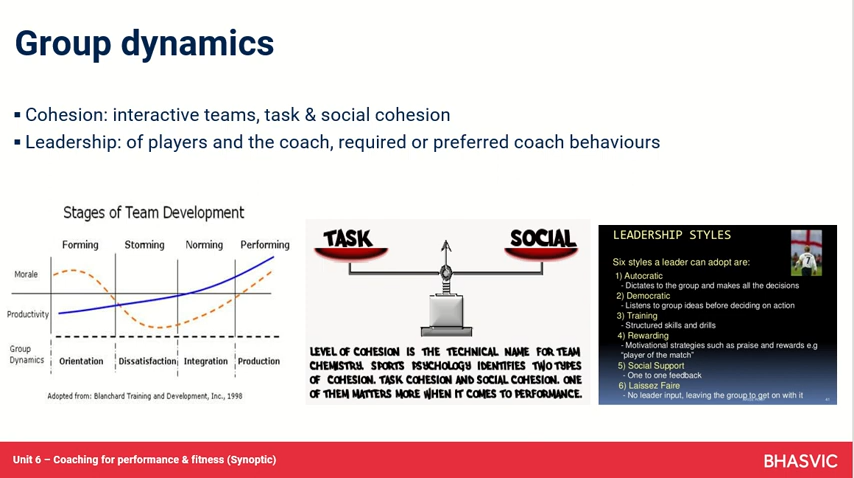 Group dynamics
▪ Cohesion: interactive teams, task & social cohesion
▪ Leadership: of players and the coach, required or preferred coach behaviours
Stages of Team Development
Forming Storming Norming Performing
Morale
Productivity
Group
Dynamics
Orientation Dissatisfaction Integration Production
Adopted from: Blanchard Training and Development, Inc., 1998
TASK SOCIAL
LEVEL OF COHESION IS THE TECHNICAL NAME FOR TEAM
CHEMISTRY. SPORTS PSYCHOLOGY IDENTIFIES TWO TYPES
OF COHESION. TASK COHESION AND SOCIAL COHESION. ONE
OF THEM MATTERS MORE WHEN IT COMES TO PERFORMANCE.
LEADERSHIP STYLES
7
Six styles a leader can adopt are:
1) Autocratic
- Dictates to the group and makes all the decisions
2) Democratic
- Listens to group ideas before deciding on action
3) Training
- Structured skills and drills
4) Rewarding
- Motivational strategies such as praise and rewards e.g
“player of the match”
5) Social Support
- One to one feedback
6) Laissez Faire
- No leader input, leaving the group to get on with it
Unit 6 – Coaching for performance & fitness (Synoptic)
BHASVIC